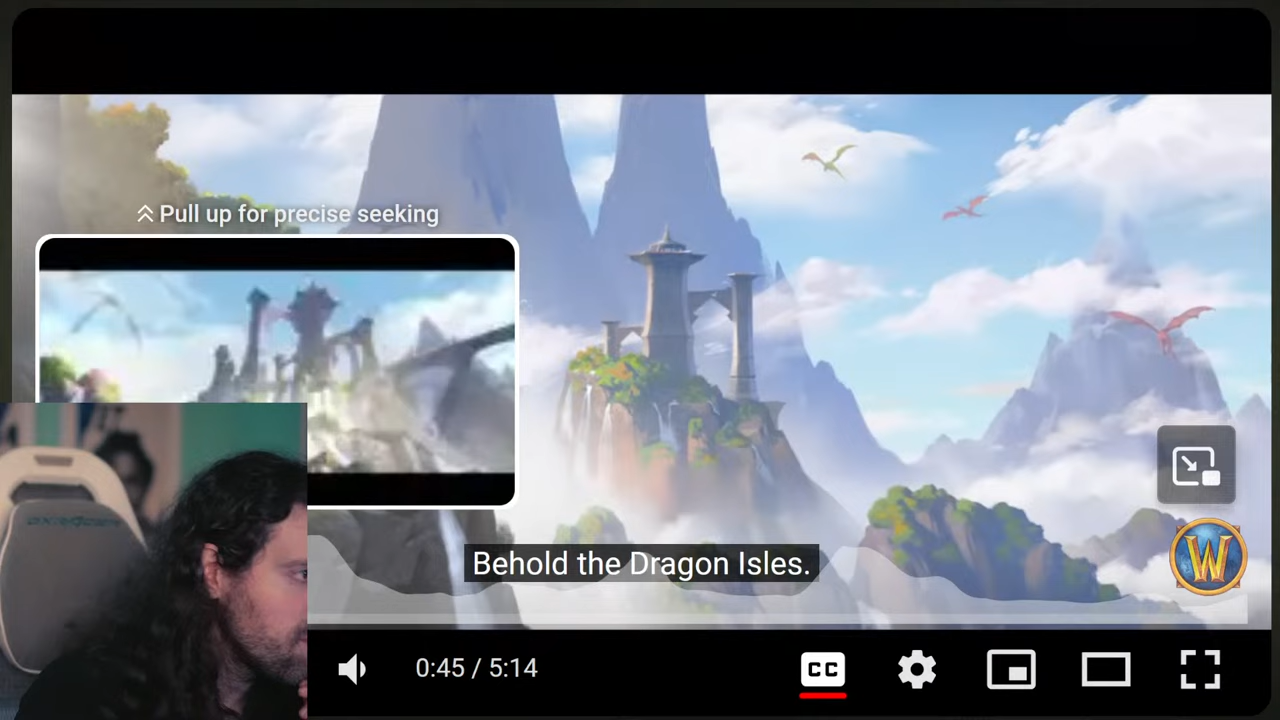 Pull up for precise seeking
Behold the Dragon Isles.
W
0:45 / 5:14
CC